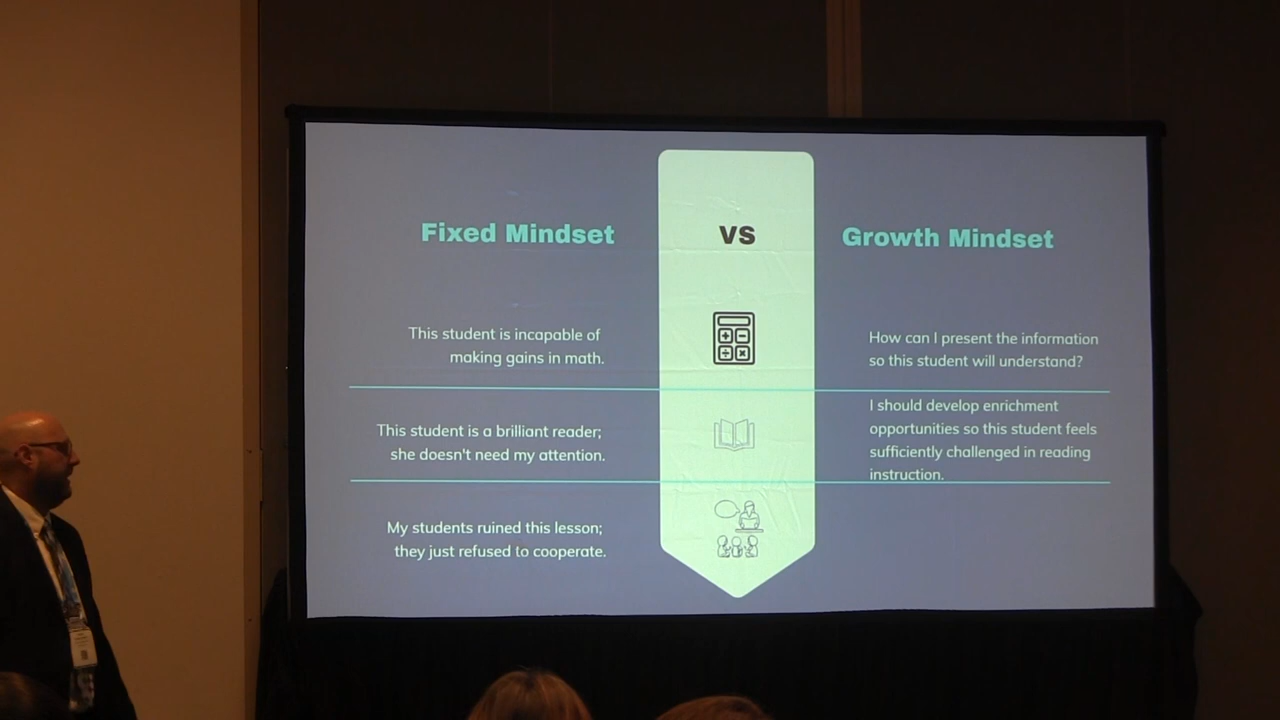 Fixed Mindset
vs
Growth Mindset
This student is incapable of
making gains in math.
How can I present the information
so this student will understand?
This student is a brilliant reader;
she doesn't need my attention.
I should develop enrichment
opportunities so this student feels
sufficiently challenged in reading
instruction.
My students ruined this lesson;
they just refused to cooperate.